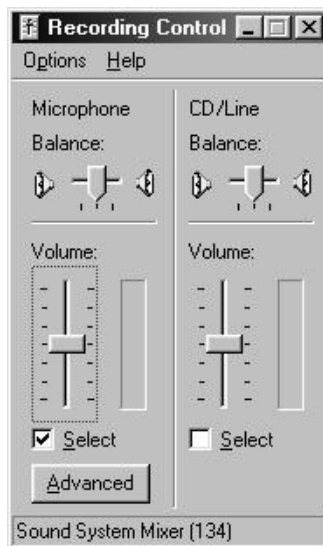 Recording Control
Options Help
Microphone
Balance:
Volume:
Select
Advanced
CD/Line
Balance:
Volume:
Select
Sound System Mixer (134)